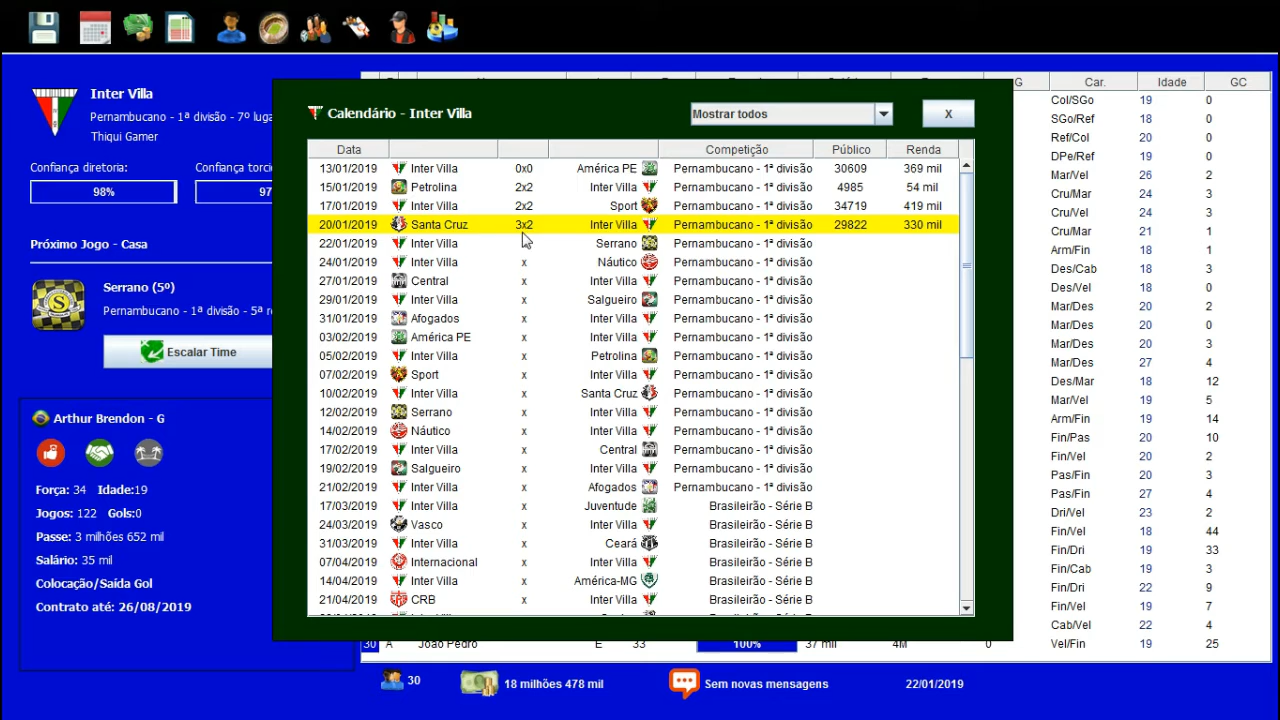 Inter Villa
Pernambuco - 1ª divisão - 7º luga
Thiqui Gamer
Confiança diretoria:
Confiança torcic
98%
97
Próximo Jogo - Casa
Serrano (5º)
Pernambuco - 1ª divisão - 5ª r
Escalar Time
Arthur Brendon - G
Força: 34 Idade:19
Jogos: 122 Gols:0
Passe: 3 milhões 652 mil
Salário: 35 mil
Colocação/Saída Gol
Contrato até: 26/08/2019
Calendário - Inter Villa
Mostrar todos
X
Data Competição Público Renda
13/01/2019 Inter Villa 0x0 América PE Pernambucano - 1ª divisão 30609 369 mil
15/01/2019 Petrolina 2x2 Inter Villa Pernambucano - 1ª divisão 4985 54 mil
17/01/2019 Inter Villa 2x2 Sport Pernambucano - 1ª divisão 34719 419 mil
20/01/2019 Santa Cruz 3x2 Inter Villa Pernambucano - 1ª divisão 29822 330 mil
22/01/2019 Inter Villa x Serrano Pernambucano - 1ª divisão
24/01/2019 Inter Villa x Náutico Pernambucano - 1ª divisão
27/01/2019 Central x Inter Villa Pernambucano - 1ª divisão
29/01/2019 Inter Villa x Salgueiro Pernambucano - 1ª divisão
31/01/2019 Afogados x Inter Villa Pernambucano - 1ª divisão
03/02/2019 América PE x Inter Villa Pernambucano - 1ª divisão
05/02/2019 Inter Villa x Petrolina Pernambucano - 1ª divisão
07/02/2019 Sport x Inter Villa Pernambucano - 1ª divisão
10/02/2019 Inter Villa x Santa Cruz Pernambucano - 1ª divisão
12/02/2019 Serrano x Inter Villa Pernambucano - 1ª divisão
14/02/2019 Náutico x Inter Villa Pernambucano - 1ª divisão
17/02/2019 Inter Villa x Central Pernambucano - 1ª divisão
19/02/2019 Salgueiro x Inter Villa Pernambucano - 1ª divisão
21/02/2019 Inter Villa x Afogados Pernambucano - 1ª divisão
17/03/2019 Inter Villa x Juventude Brasileirão - Série B
24/03/2019 Vasco x Inter Villa Brasileirão - Série B
31/03/2019 Inter Villa x Ceará Brasileirão - Série B
07/04/2019 Internacional x Inter Villa Brasileirão - Série B
14/04/2019 Inter Villa x América-MG Brasileirão - Série B
21/04/2019 CRB x Inter Villa Brasileirão - Série B
G Car. Idade GC
Col/SGo 19 0
SGo/Ref 18 0
Ref/Col 20 0
DPe/Ref 19 0
Mar/Vel 26 2
Cru/Mar 24 3
Cru/Vel 24 3
Cru/Mar 21 1
Arm/Fin 18 1
Des/Cab 18 3
Des/Vel 18 0
Mar/Des 20 2
Mar/Des 20 0
Mar/Des 20 3
Mar/Des 27 4
Des/Mar 18 12
Mar/Vel 19 5
Arm/Fin 19 14
Fin/Pas 20 10
Fin/Vel 20 2
Pas/Fin 20 3
Pas/Fin 27 4
Dri/Vel 23 2
Fin/Vel 18 44
Fin/Dri 19 33
Fin/Cab 19 3
Fin/Dri 22 9
Fin/Vel 19 7
Cab/Vel 22 4
30 A João Pedro E 33 100% 37 mil 4M 0 Vel/Fin 19 25
30
18 milhões 478 mil
Sem novas mensagens
22/01/2019